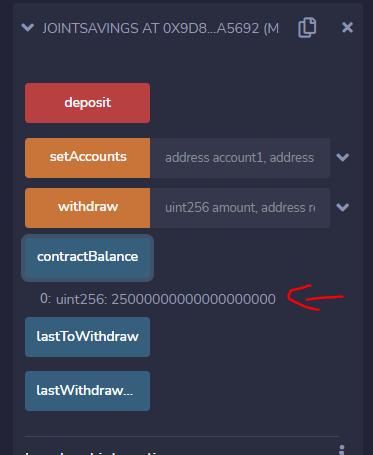 JOINTSAVINGS AT 0X9D8...A5692 (M
deposit
setAccounts address account1, address
withdraw uint256 amount, address re
contractBalance
0: uint256: 25000000000000000000
lastToWithdraw
lastWithdraw...